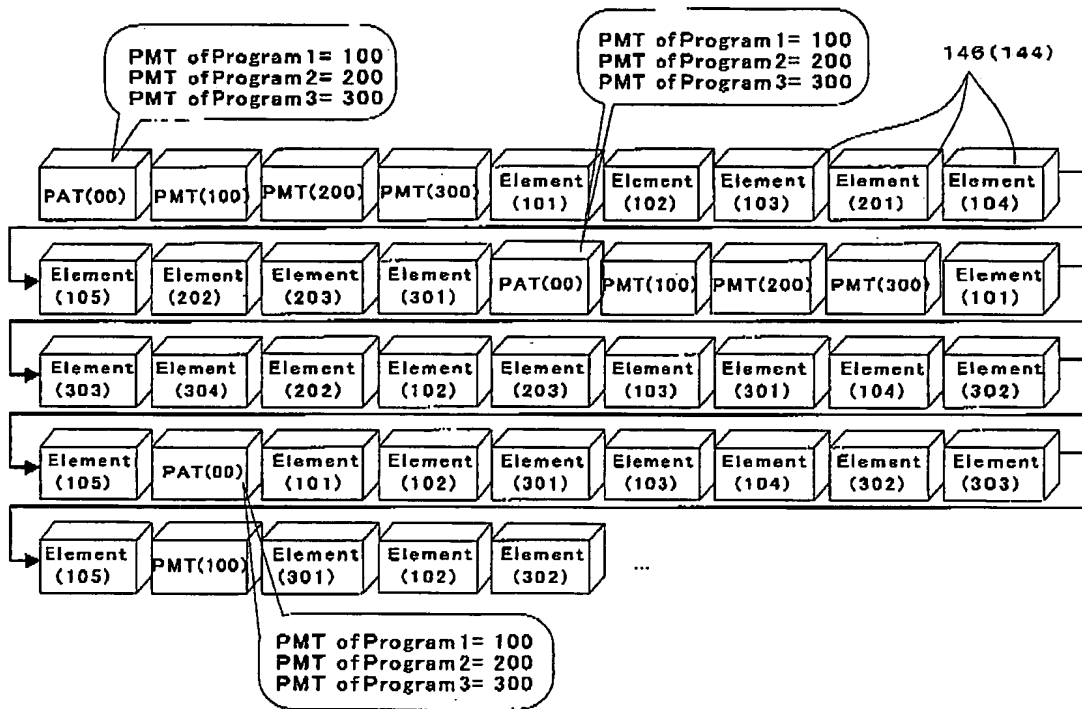 PMT of Program 1= 100
PMT of Program 2= 200
PMT of Program 3= 300
PMT of Program 1= 100
PMT of Program 2= 200
PMT of Program 3= 300
146(144)
PAT(00) PMT(100) PMT(200) PMT(300) Element (101) Element (102) Element (103) Element (201) Element (104)
Element (105) Element (202) Element (203) Element (301) PAT(00) PMT(100) PMT(200) PMT(300) Element (101)
Element (303) Element (304) Element (202) Element (102) Element (203) Element (103) Element (301) Element (104) Element (302)
Element (105) PAT(00) Element (101) Element (102) Element (301) Element (103) Element (104) Element (302) Element (303)
Element (105) PMT(100) Element (301) Element (102) Element (302) ...
PMT of Program 1= 100
PMT of Program 2= 200
PMT of Program 3= 300